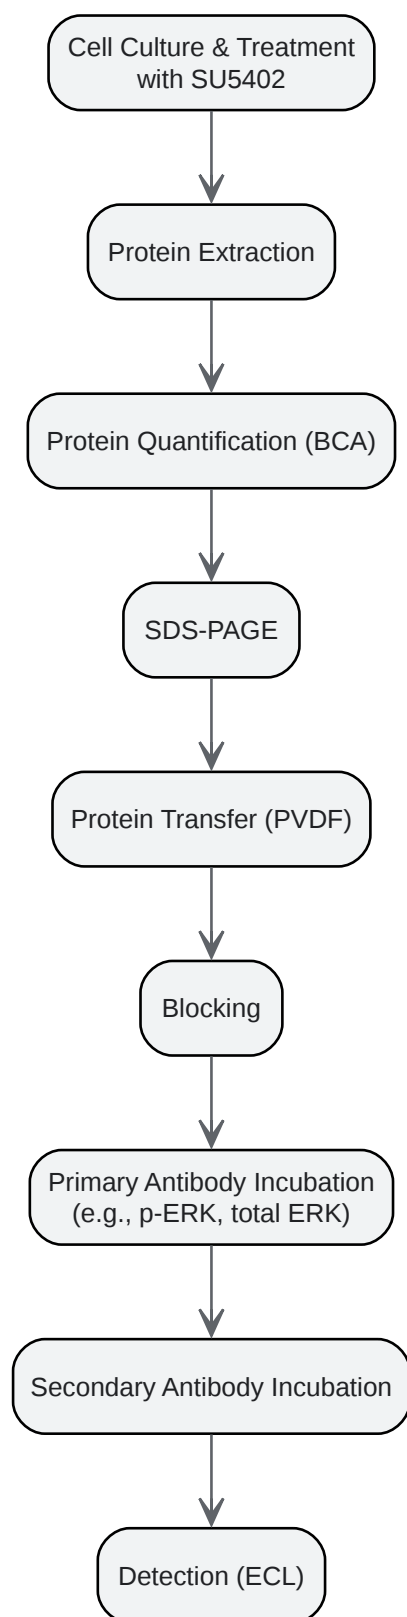 Cell Culture & Treatment
with SU5402
Protein Extraction
Protein Quantification (BCA)
SDS-PAGE
Protein Transfer (PVDF)
Blocking
Primary Antibody Incubation
(e.g., p-ERK, total ERK)
Secondary Antibody Incubation
Detection (ECL)